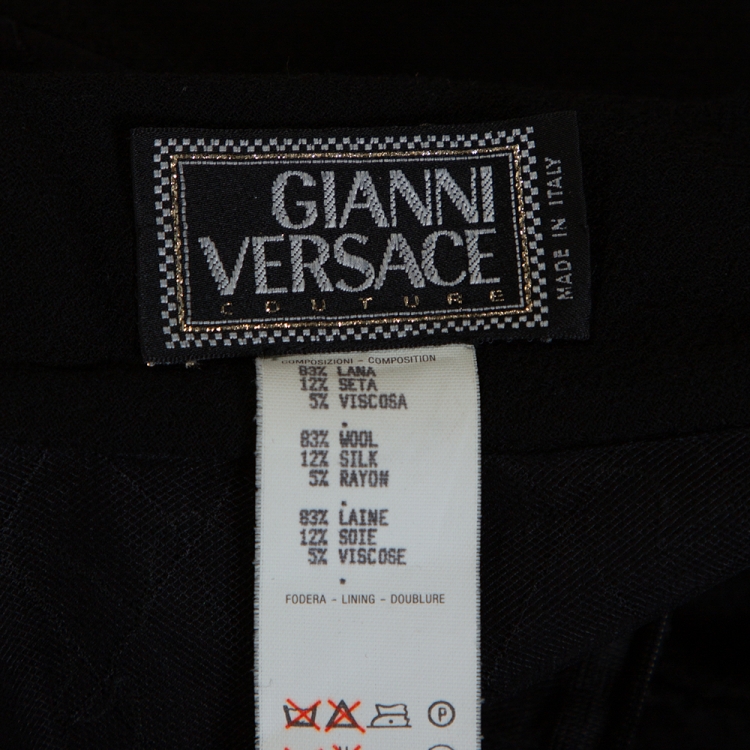 GIANNI
VERSACE
COUTURE
MADE IN ITALY
COMPOSIZIONI - COMPOSITION
83% LANA
12% SETA
5% VISCOSA
83% WOOL
12% SILK
5% RAYON
83% LAINE
12% SOIE
5% VISCOSE
FODERA - LINING - DOUBLURE
P